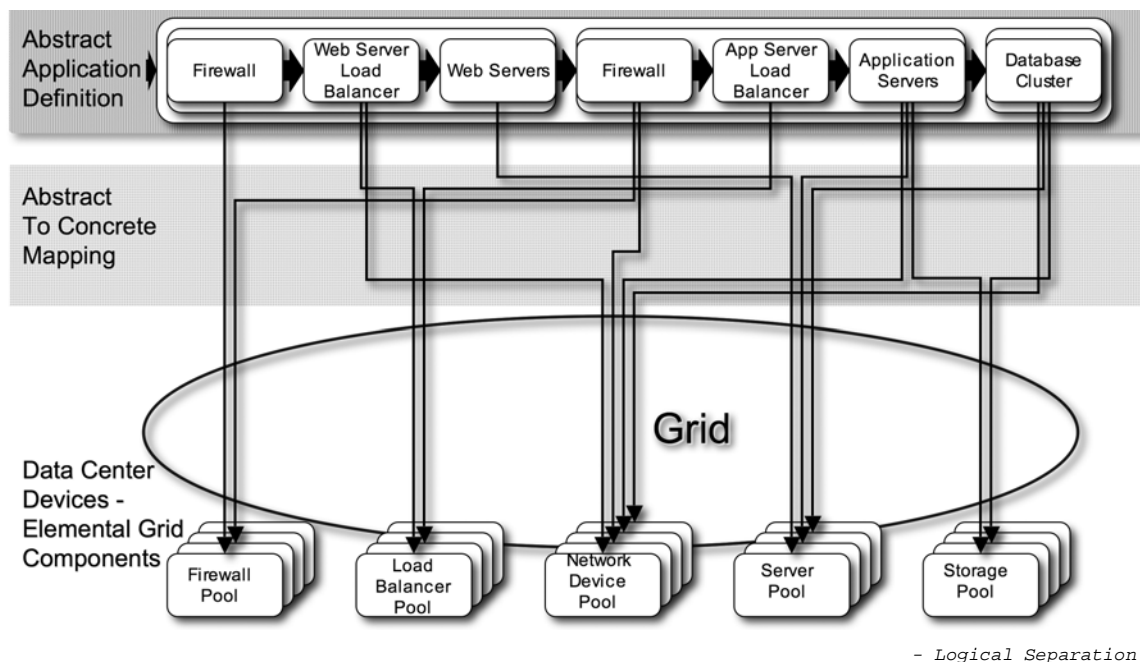 Abstract
Application
Definition
Firewall
Web Server
Load
Balancer
Web Servers
Firewall
App Server
Load
Balancer
Application
Servers
Database
Cluster
Abstract
To Concrete
Mapping
Grid
Data Center
Devices -
Elemental Grid
Components
Firewall
Pool
Load
Balancer
Pool
Network
Device
Pool
Server
Pool
Storage
Pool
- Logical Separation